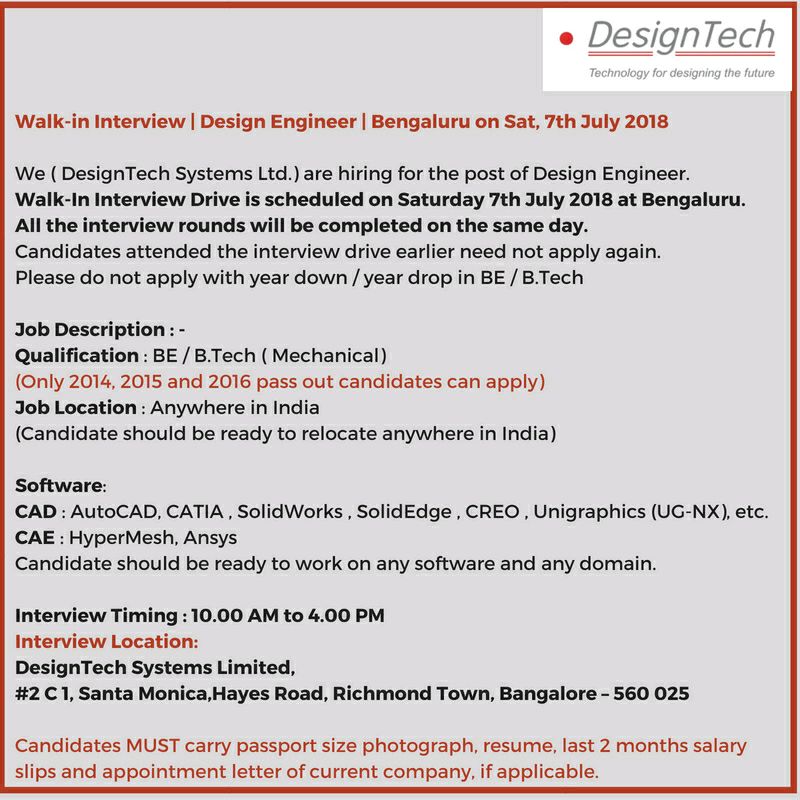 DesignTech
Technology for designing the future
Walk-in Interview | Design Engineer | Bengaluru on Sat, 7th July 2018
We ( DesignTech Systems Ltd.) are hiring for the post of Design Engineer.
Walk-In Interview Drive is scheduled on Saturday 7th July 2018 at Bengaluru.
All the interview rounds will be completed on the same day.
Candidates attended the interview drive earlier need not apply again.
Please do not apply with year down / year drop in BE / B.Tech
Job Description : -
Qualification : BE / B.Tech ( Mechanical)
(Only 2014, 2015 and 2016 pass out candidates can apply)
Job Location : Anywhere in India
(Candidate should be ready to relocate anywhere in India)
Software:
CAD : AutoCAD, CATIA , SolidWorks , SolidEdge , CREO , Unigraphics (UG-NX), etc.
CAE : HyperMesh, Ansys
Candidate should be ready to work on any software and any domain.
Interview Timing : 10.00 AM to 4.00 PM
Interview Location:
DesignTech Systems Limited,
#2 C 1, Santa Monica,Hayes Road, Richmond Town, Bangalore – 560 025
Candidates MUST carry passport size photograph, resume, last 2 months salary
slips and appointment letter of current company, if applicable.